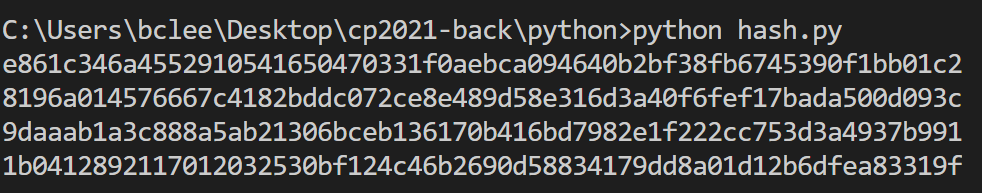 C:\Users\bclee\Desktop\cp2021-back\python>python hash.py
e861c346a4552910541650470331f0aebca094640b2bf38fb6745390f1bb01c2
8196a014576667c4182bddc072ce8e489d58e316d3a40f6fef17bada500d093c
9daaab1a3c888a5ab21306bceb136170b416bd7982e1f222cc753d3a4937b991
1b0412892117012032530bf124c46b2690d58834179dd8a01d12b6dfea83319f